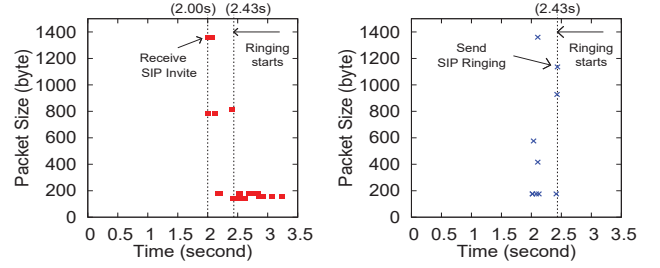 (2.00s) (2.43s)
1400
1200
1000
800
600
400
200
0
Packet Size (byte)
Receive
SIP Invite
Ringing
starts
0 0.5 1 1.5 2 2.5 3 3.5
Time (second)
(2.43s)
1400
1200
1000
800
600
400
200
0
Packet Size (byte)
Send
SIP Ringing
Ringing
starts
0 0.5 1 1.5 2 2.5 3 3.5
Time (second)